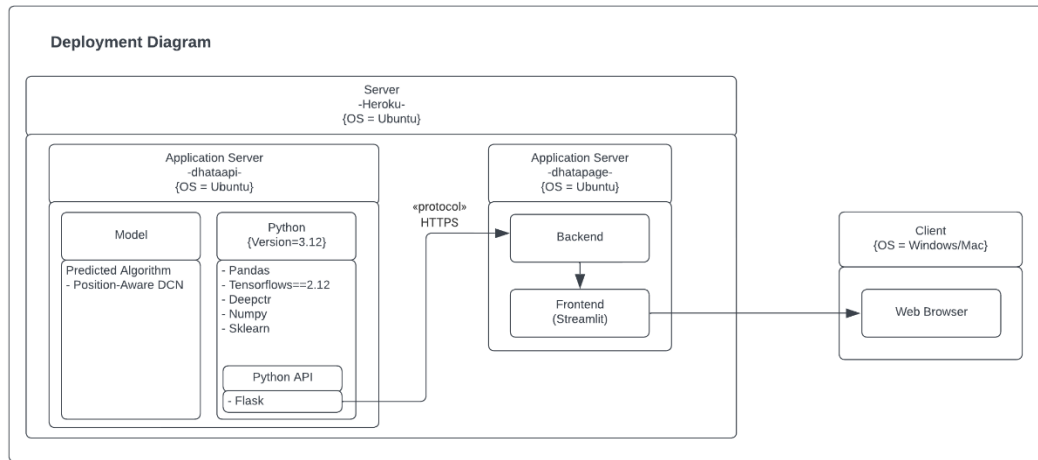 Deployment Diagram
Server
-Heroku-
{OS = Ubuntu}
Application Server
-dhataapi-
{OS = Ubuntu}
Model
Predicted Algorithm
- Position-Aware DCN
Python
{Version=3.12}
- Pandas
- Tensorflows==2.12
- Deepctr
- Numpy
- Sklearn
Python API
- Flask
«protocol»
HTTPS
Application Server
-dhatapage-
{OS = Ubuntu}
Backend
Frontend
(Streamlit)
Client
{OS = Windows/Mac}
Web Browser